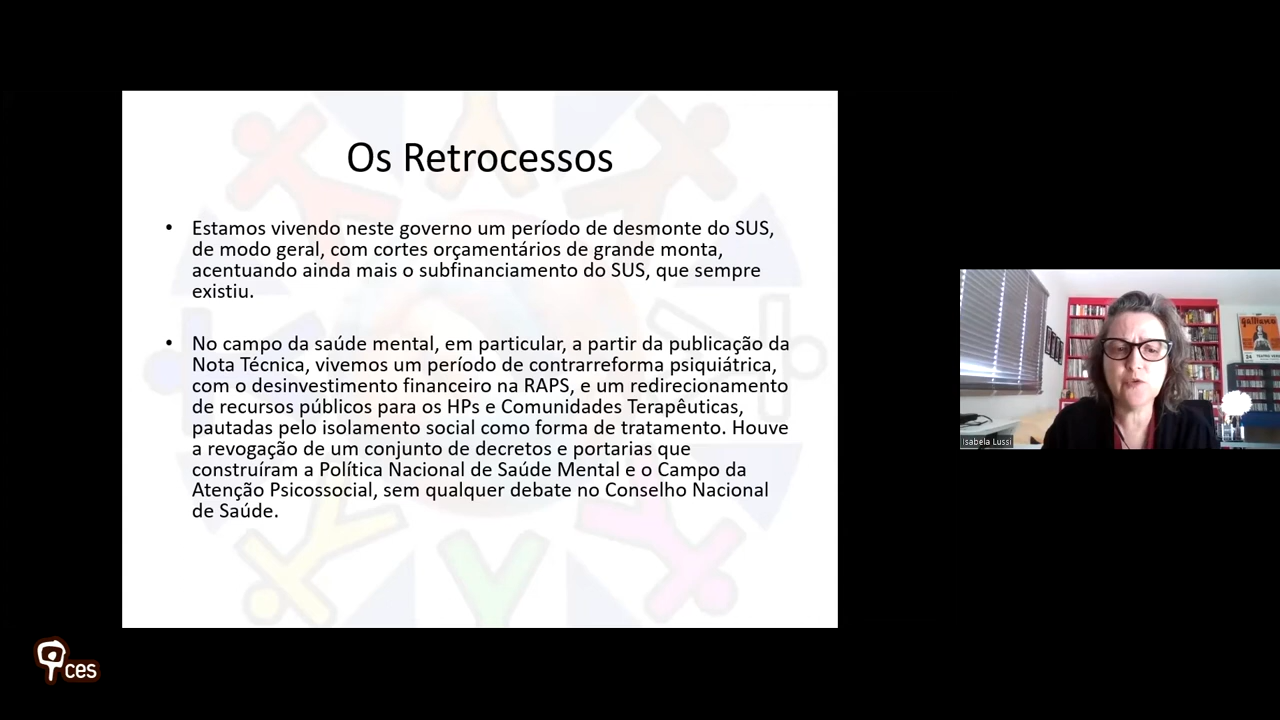 Os Retrocessos
• Estamos vivendo neste governo um período de desmonte do SUS,
de modo geral, com cortes orçamentários de grande monta,
acentuando ainda mais o subfinanciamento do SUS, que sempre
existiu.
• No campo da saúde mental, em particular, a partir da publicação da
Nota Técnica, vivemos um período de contrarreforma psiquiátrica,
com o desinvestimento financeiro na RAPS, e um redirecionamento
de recursos públicos para os HPs e Comunidades Terapêuticas,
pautadas pelo isolamento social como forma de tratamento. Houve
a revogação de um conjunto de decretos e portarias que
construíram a Política Nacional de Saúde Mental e o Campo da
Atenção Psicossocial, sem qualquer debate no Conselho Nacional
de Saúde.
galileu
Isabela Lussi
ces